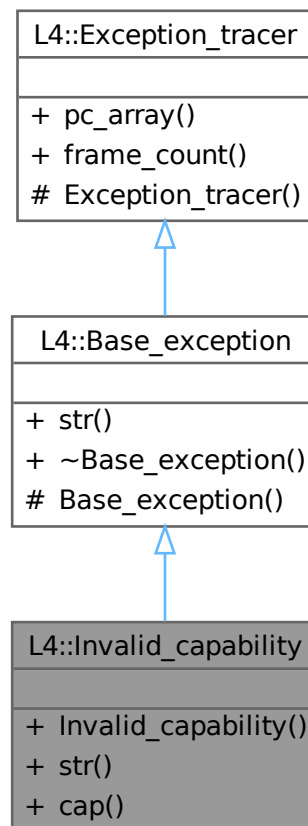 L4::Exception_tracer
+ pc_array()
+ frame_count()
# Exception_tracer()
L4::Base_exception
+ str()
+ ~Base_exception()
# Base_exception()
L4::Invalid_capability
+ Invalid_capability()
+ str()
+ cap()